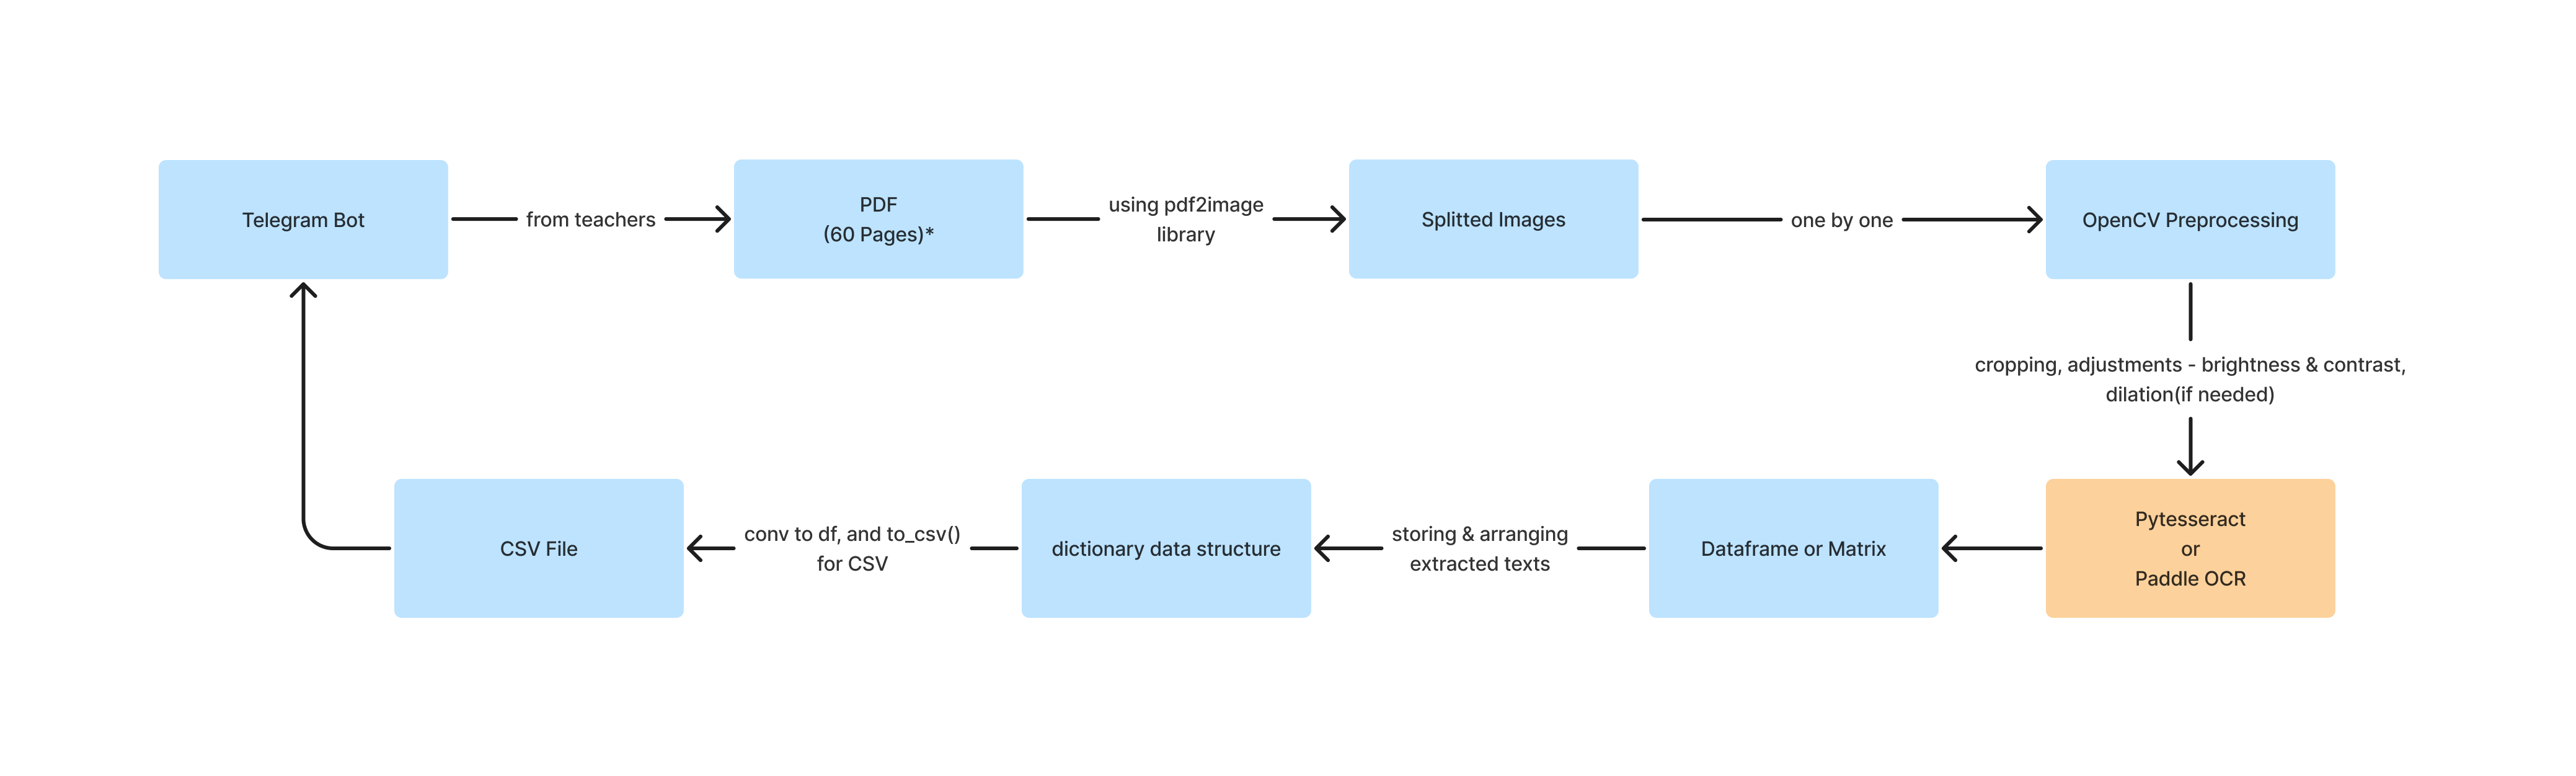 Telegram Bot
from teachers
PDF
(60 Pages)*
using pdf2image
library
Splitted Images
one by one
OpenCV Preprocessing
cropping, adjustments - brightness & contrast,
dilation(if needed)
Pytesseract
or
Paddle OCR
Dataframe or Matrix
storing & arranging
extracted texts
dictionary data structure
conv to df, and to_csv()
for CSV
CSV File